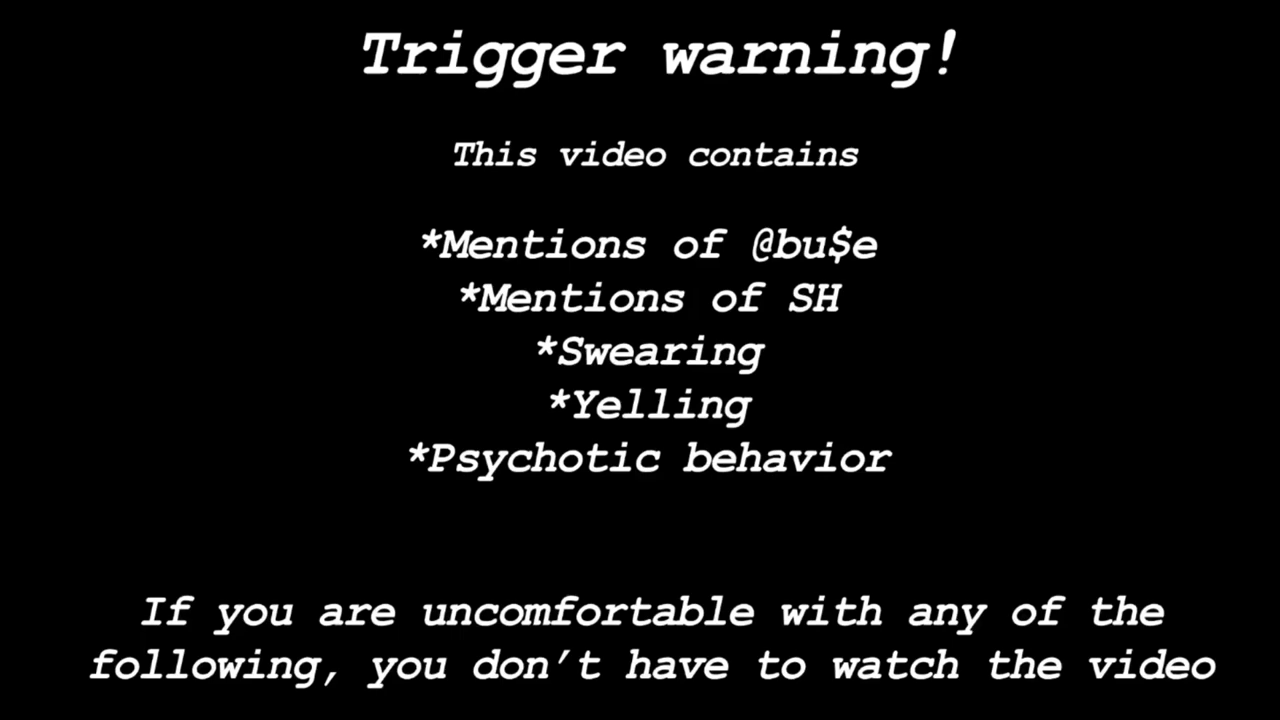 Trigger warning!
This video contains
*Mentions of @bu$e
*Mentions of SH
*Swearing
*Yelling
*Psychotic behavior
If you are uncomfortable with any of the
following, you don’t have to watch the video